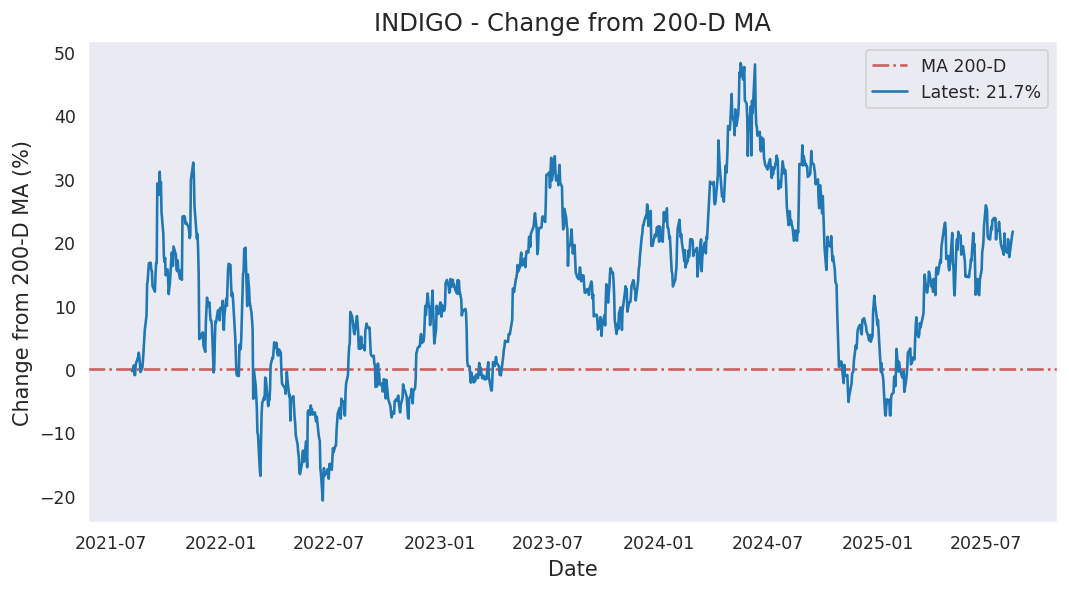 INDIGO - Change from 200-D MA
MA 200-D
Latest: 21.7%
Change from 200-D MA (%)
50
40
30
20
10
0
−10
−20
2021-07 2022-01 2022-07 2023-01 2023-07 2024-01 2024-07 2025-01 2025-07
Date